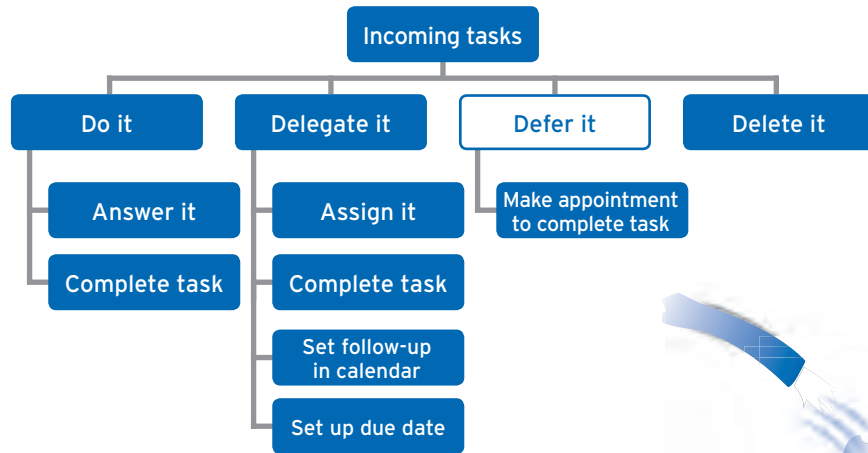 Incoming tasks
Do it
Delegate it
Defer it
Delete it
Answer it
Assign it
Make appointment
to complete task
Complete task
Complete task
Set follow-up
in calendar
Set up due date